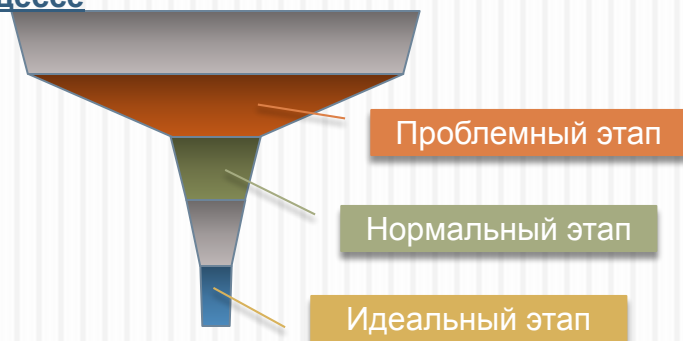 Проблемный этап
Нормальный этап
Идеальный этап